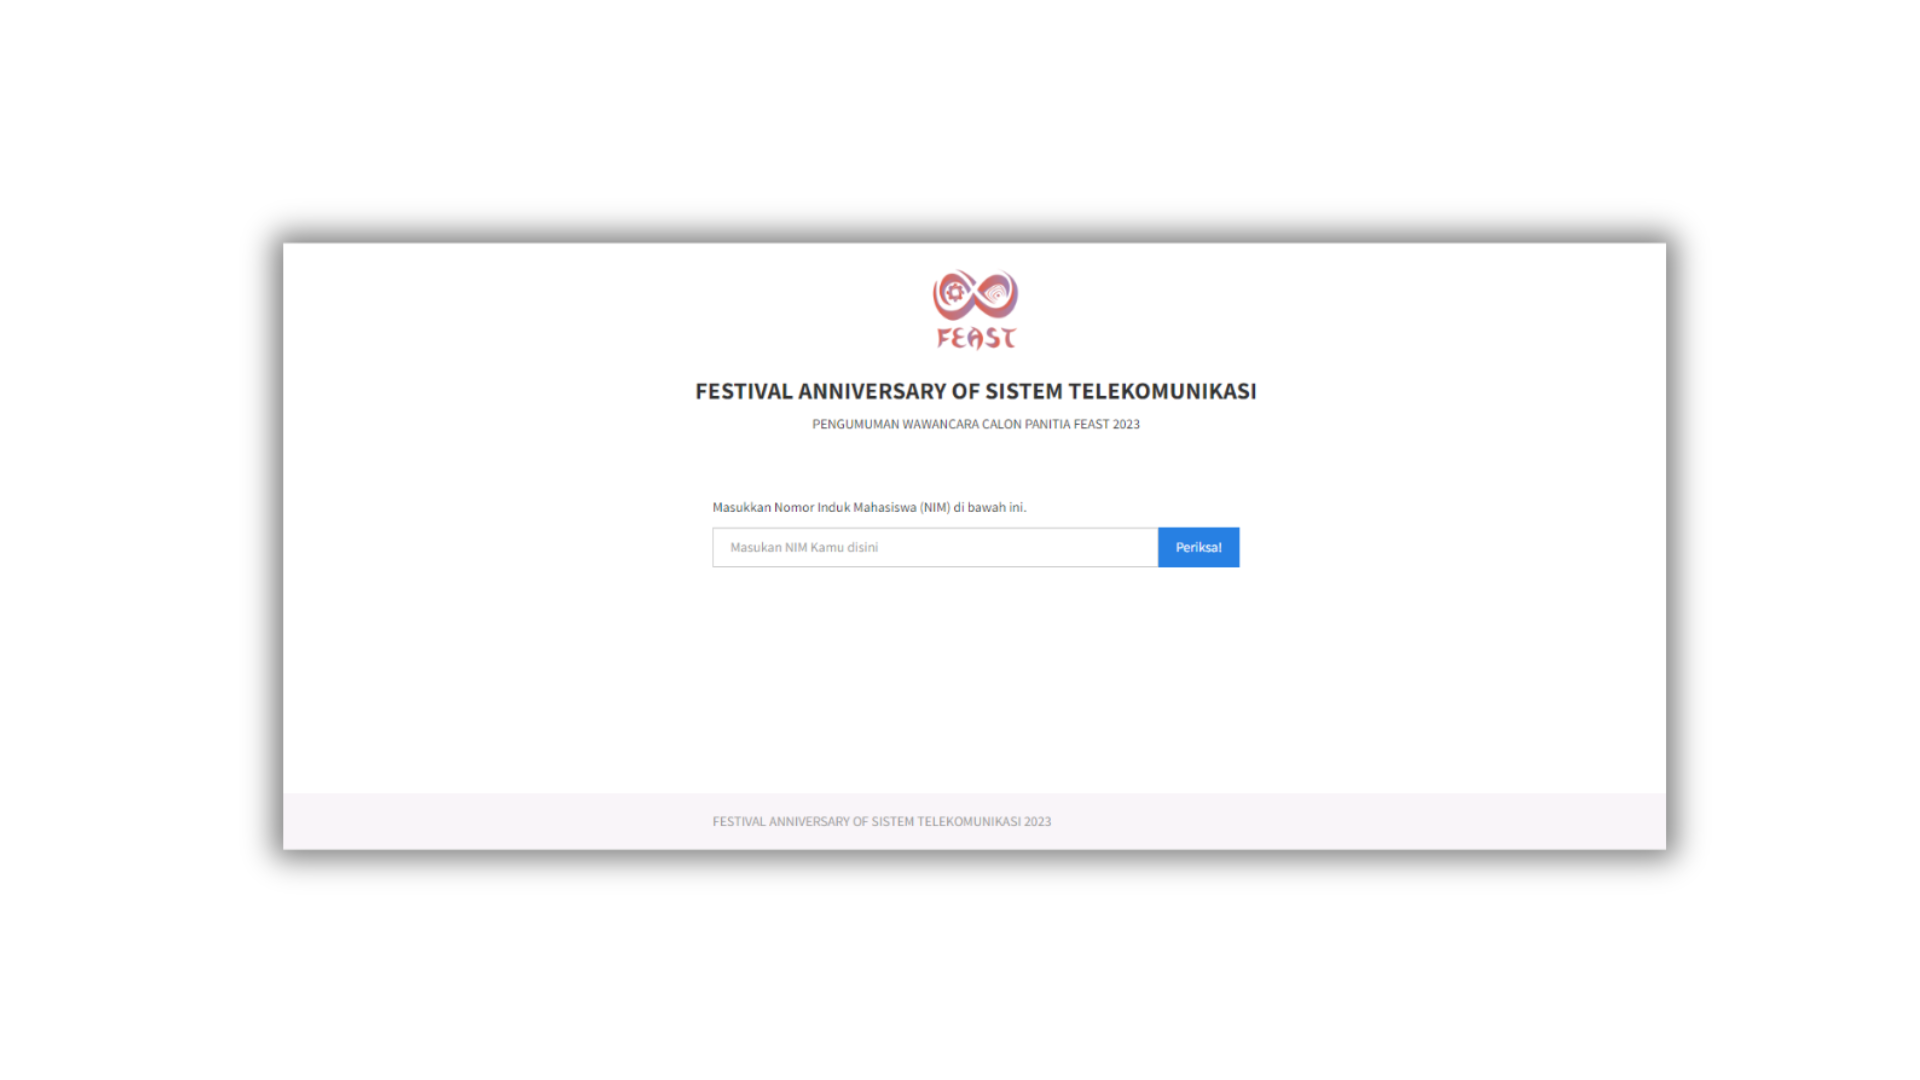 FEAST
FESTIVAL ANNIVERSARY OF SISTEM TELEKOMUNIKASI
PENGUMUMAN WAWANCARA CALON PANITIA FEAST 2023
Masukkan Nomor Induk Mahasiswa (NIM) di bawah ini.
Masukan NIM Kamu disini
Periksa!
FESTIVAL ANNIVERSARY OF SISTEM TELEKOMUNIKASI 2023